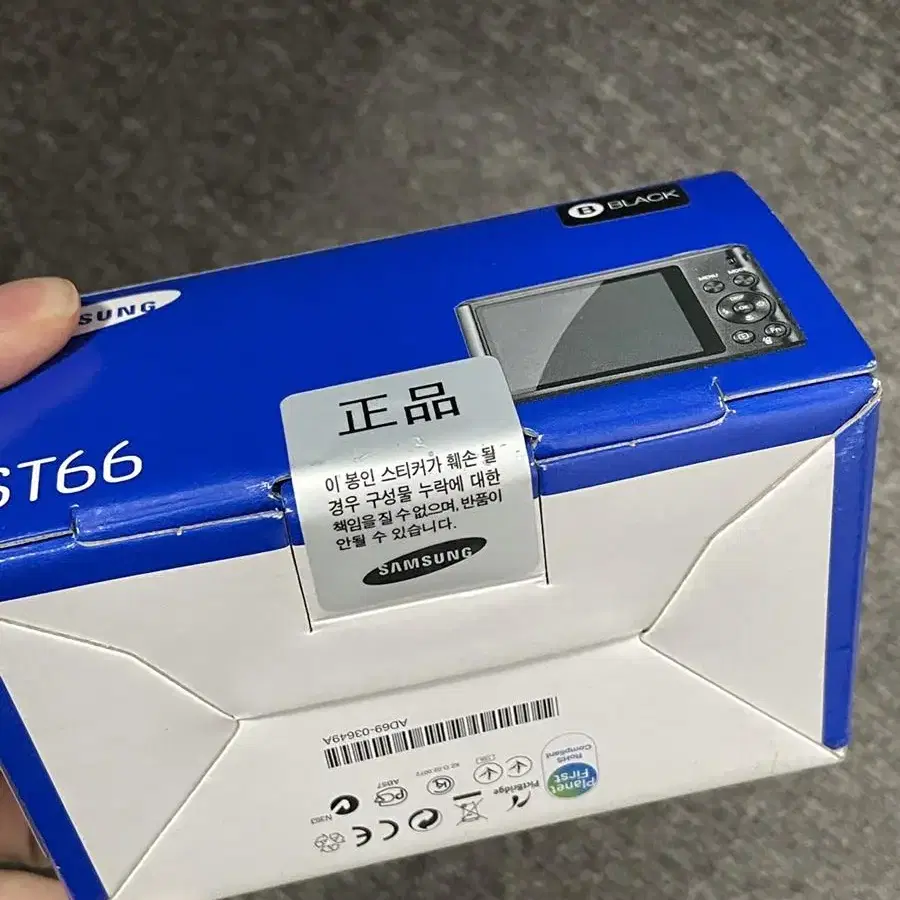 B BLACK
MENU
SUNG
ST66
正品
이 봉인 스티커가 훼손 될
경우 구성물 누락에 대한
책임을 질 수 없으며, 반품이
안될 수 있습니다.
SAMSUNG
AD69-03649A
Planet
First
RoHS
Compliant
PictBridge
N393